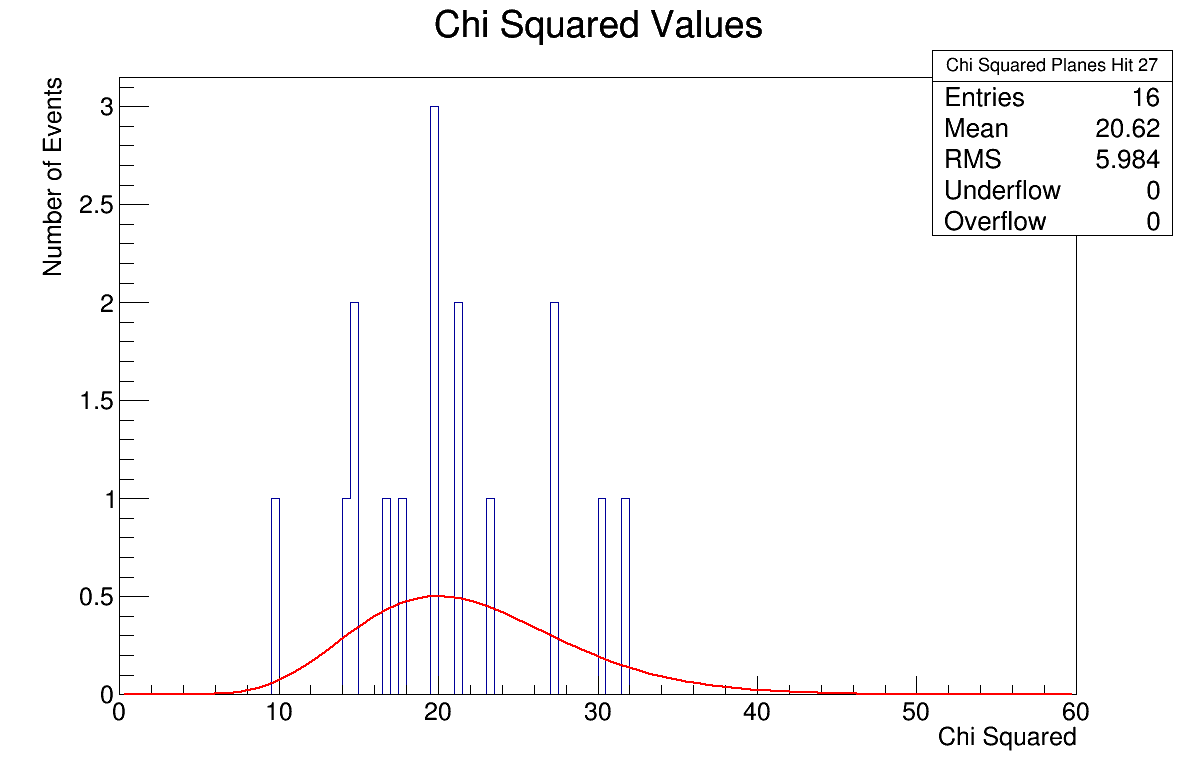 Chi Squared Values
Chi Squared Planes Hit 27
Entries 16
Mean 20.62
RMS 5.984
Underflow 0
Overflow 0
Number of Events
3
2.5
2
1.5
1
0.5
0
0 10 20 30 40 50 60
Chi Squared